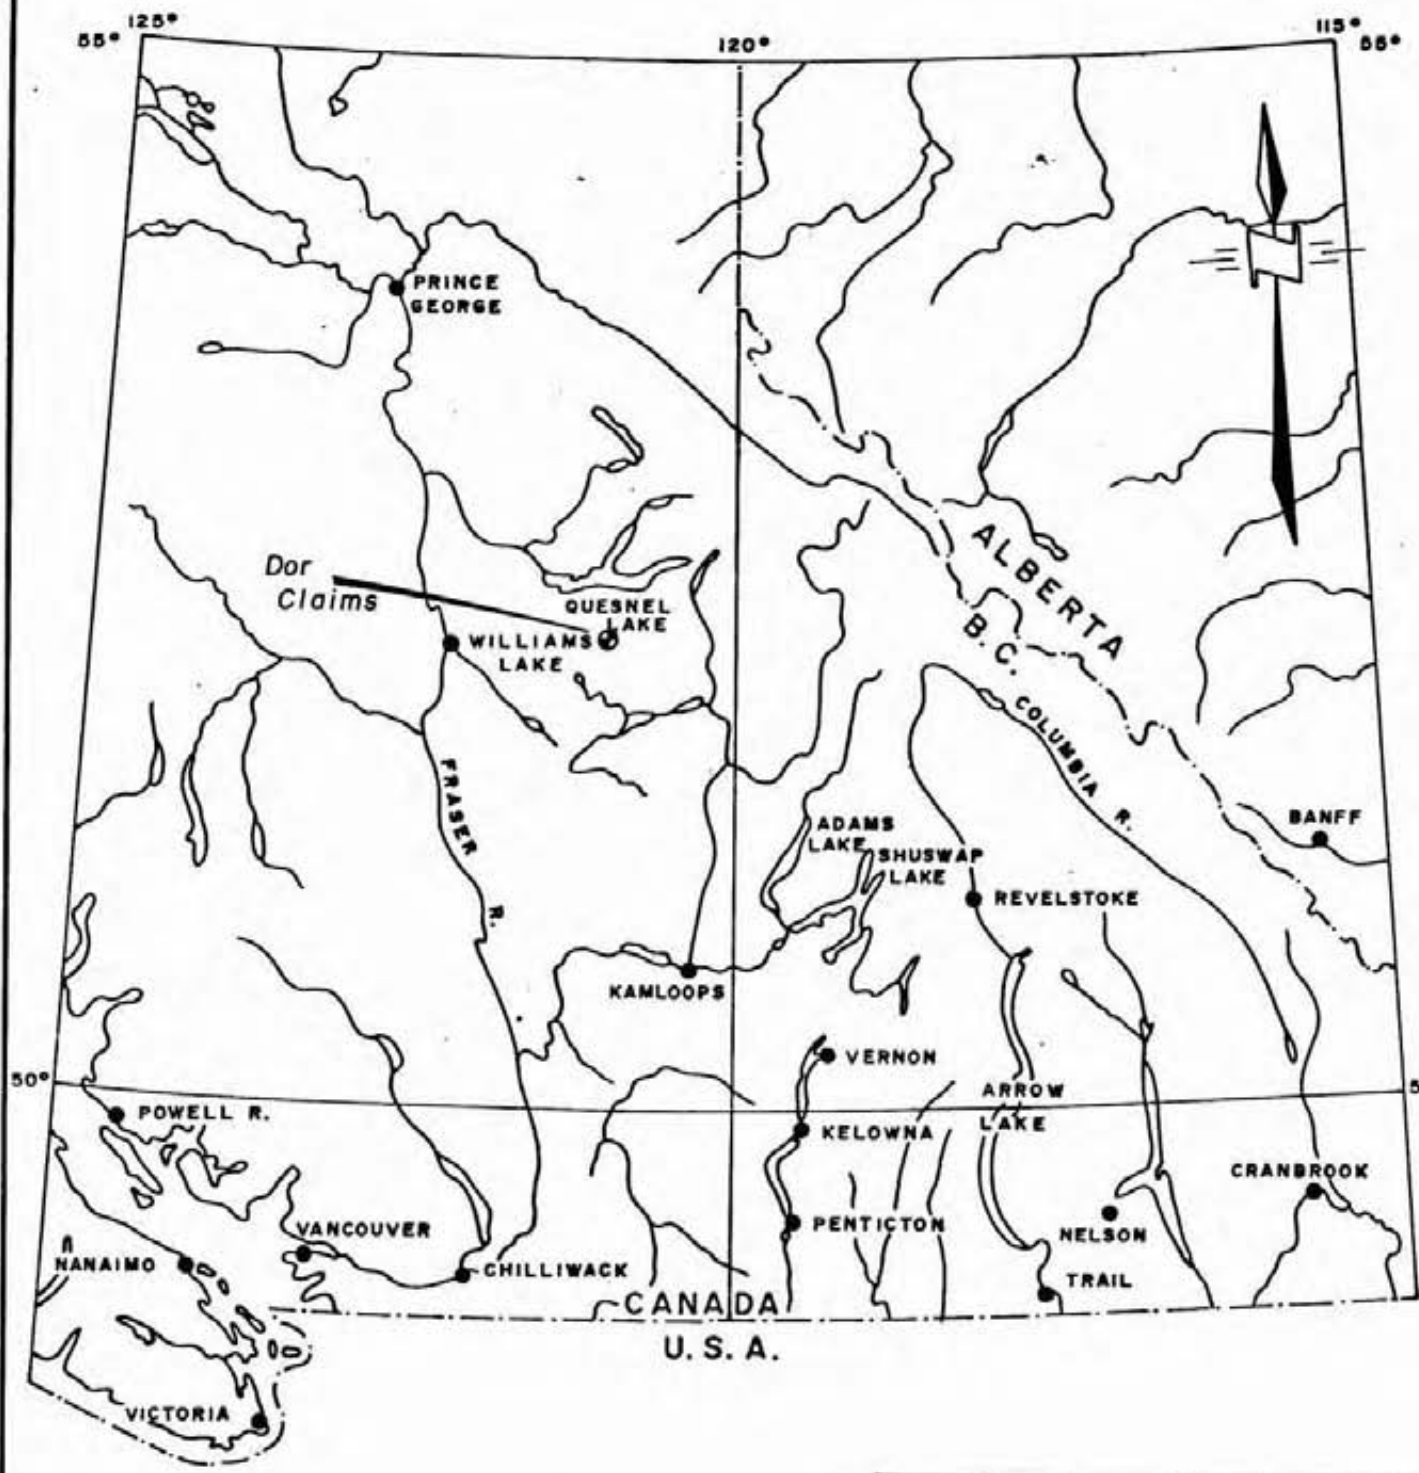 125°
55°
120°
115°
55°
PRINCE
GEORGE
ALBERTA
B.C.
Dor
Claims
QUESNEL
LAKE
WILLIAMS
LAKE
COLUMBIA R.
FRASER R.
BANFF
ADAMS
LAKE
SHUSWAP
LAKE
REVELSTOKE
KAMLOOPS
VERNON
50°
5
ARROW
LAKE
POWELL R.
KELOWNA
CRANBROOK
VANCOUVER
PENTICTON
NELSON
NANAIMO
CHILLIWACK
TRAIL
CANADA
U.S.A.
VICTORIA